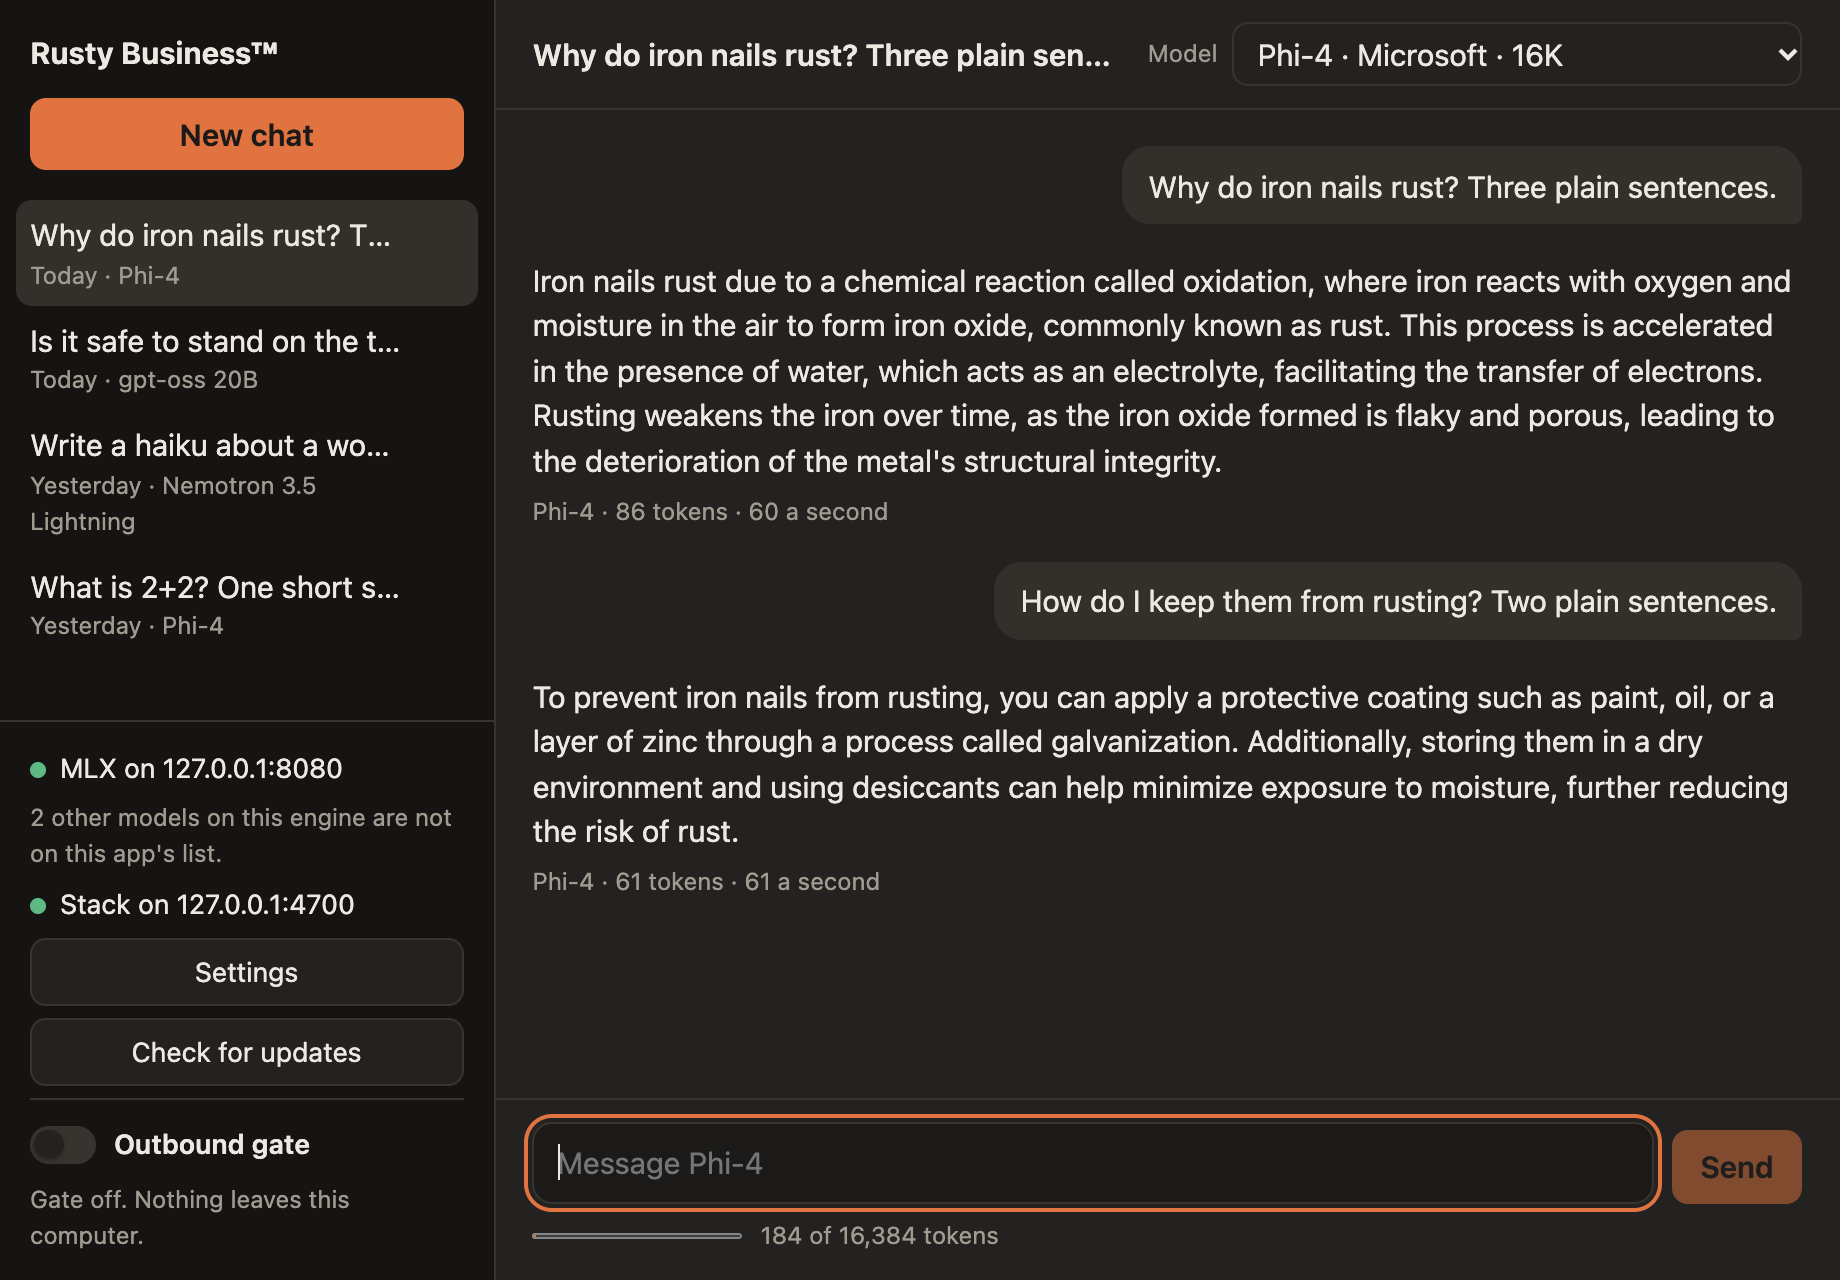 Rusty Business™
New chat
Why do iron nails rust? T...
Today · Phi-4
Is it safe to stand on the t...
Today · gpt-oss 20B
Write a haiku about a wo...
Yesterday · Nemotron 3.5
Lightning
What is 2+2? One short s...
Yesterday · Phi-4
MLX on 127.0.0.1:8080
2 other models on this engine are not
on this app's list.
Stack on 127.0.0.1:4700
Settings
Check for updates
Outbound gate
Gate off. Nothing leaves this
computer.
Why do iron nails rust? Three plain sen...
Model
Phi-4 · Microsoft · 16K
Why do iron nails rust? Three plain sentences.
Iron nails rust due to a chemical reaction called oxidation, where iron reacts with oxygen and
moisture in the air to form iron oxide, commonly known as rust. This process is accelerated
in the presence of water, which acts as an electrolyte, facilitating the transfer of electrons.
Rusting weakens the iron over time, as the iron oxide formed is flaky and porous, leading to
the deterioration of the metal's structural integrity.
Phi-4 · 86 tokens · 60 a second
How do I keep them from rusting? Two plain sentences.
To prevent iron nails from rusting, you can apply a protective coating such as paint, oil, or a
layer of zinc through a process called galvanization. Additionally, storing them in a dry
environment and using desiccants can help minimize exposure to moisture, further reducing
the risk of rust.
Phi-4 · 61 tokens · 61 a second
Message Phi-4
Send
184 of 16,384 tokens